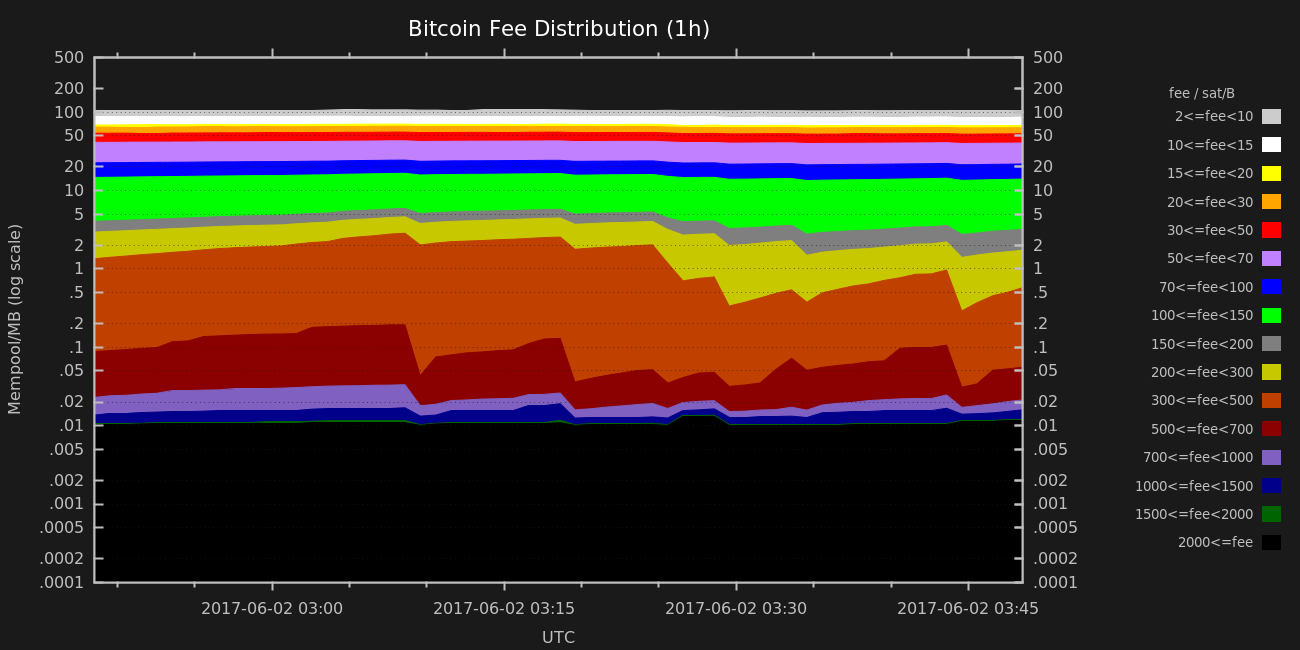 Bitcoin Fee Distribution (1h)
500
200
100
50
20
10
5
2
1
.5
.2
.1
.05
.02
.01
.005
.002
.001
.0005
.0002
.0001
Mempool/MB (log scale)
500
200
100
50
20
10
5
2
1
.5
.2
.1
.05
.02
.01
.005
.002
.001
.0005
.0002
.0001
2017-06-02 03:00
2017-06-02 03:15
2017-06-02 03:30
2017-06-02 03:45
UTC
fee / sat/B
2<=fee<10
10<=fee<15
15<=fee<20
20<=fee<30
30<=fee<50
50<=fee<70
70<=fee<100
100<=fee<150
150<=fee<200
200<=fee<300
300<=fee<500
500<=fee<700
700<=fee<1000
1000<=fee<1500
1500<=fee<2000
2000<=fee